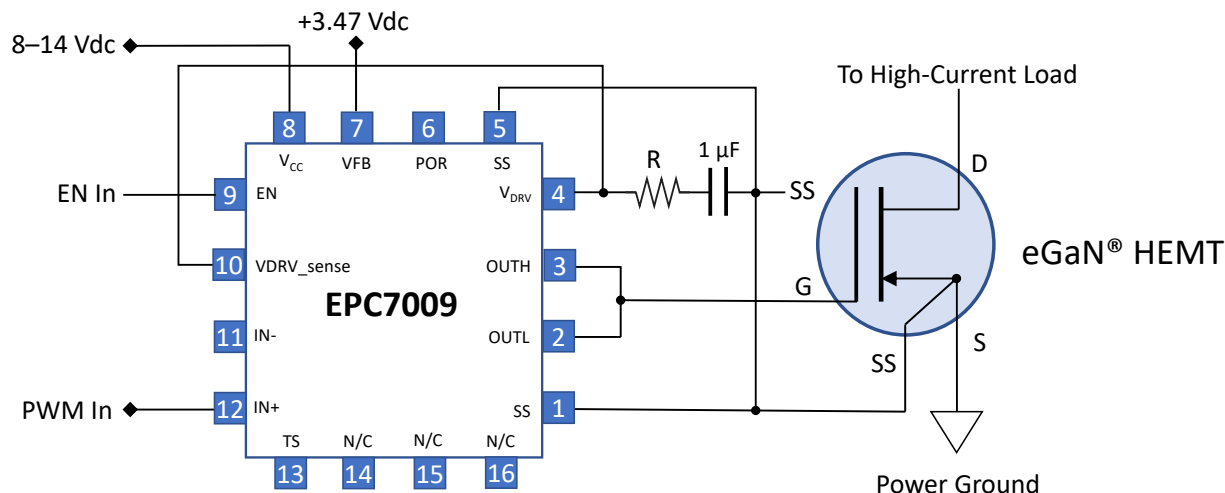 +3.47 Vdc
8–14 Vdc
To High-Current Load
8
7
6
5
VCC
VFB
POR
SS
R
1 µF
D
EN In
9
EN
VDRV
4
SS
10
VDRV_sense
OUTH
3
eGaN® HEMT
EPC7009
G
11
IN-
OUTL
2
SS
S
PWM In
12
IN+
SS
1
TS
N/C
N/C
N/C
13
14
15
16
Power Ground